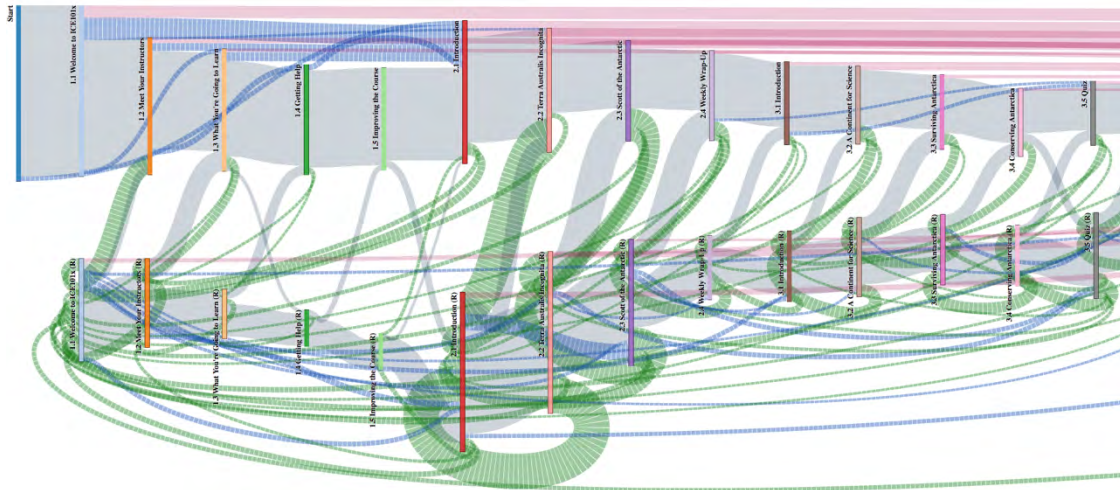 Start
1.1 Welcome to ICE101x
1.2 Meet Your Instructors
1.3 What You're Going to Learn
1.4 Getting Help
1.5 Improving the Course
2.1 Introduction
2.2 Terra Australis Incognita
2.3 Scott of the Antarctic
2.4 Weekly Wrap-Up
3.1 Introduction
3.2 A Continent for Science
3.3 Surviving Antarctica
3.4 Conserving Antarctica
3.5 Quiz
1.1 Welcome to ICE101x (R)
1.2 Meet Your Instructors (R)
1.3 What You're Going to Learn (R)
1.4 Getting Help (R)
1.5 Improving the Course (R)
2.1 Introduction (R)
2.2 Terra Australis Incognita (R)
2.3 Scott of the Antarctic (R)
2.4 Weekly Wrap-Up (R)
3.1 Introduction (R)
3.2 A Continent for Science (R)
3.3 Surviving Antarctica (R)
3.4 Conserving Antarctica (R)
3.5 Quiz (R)